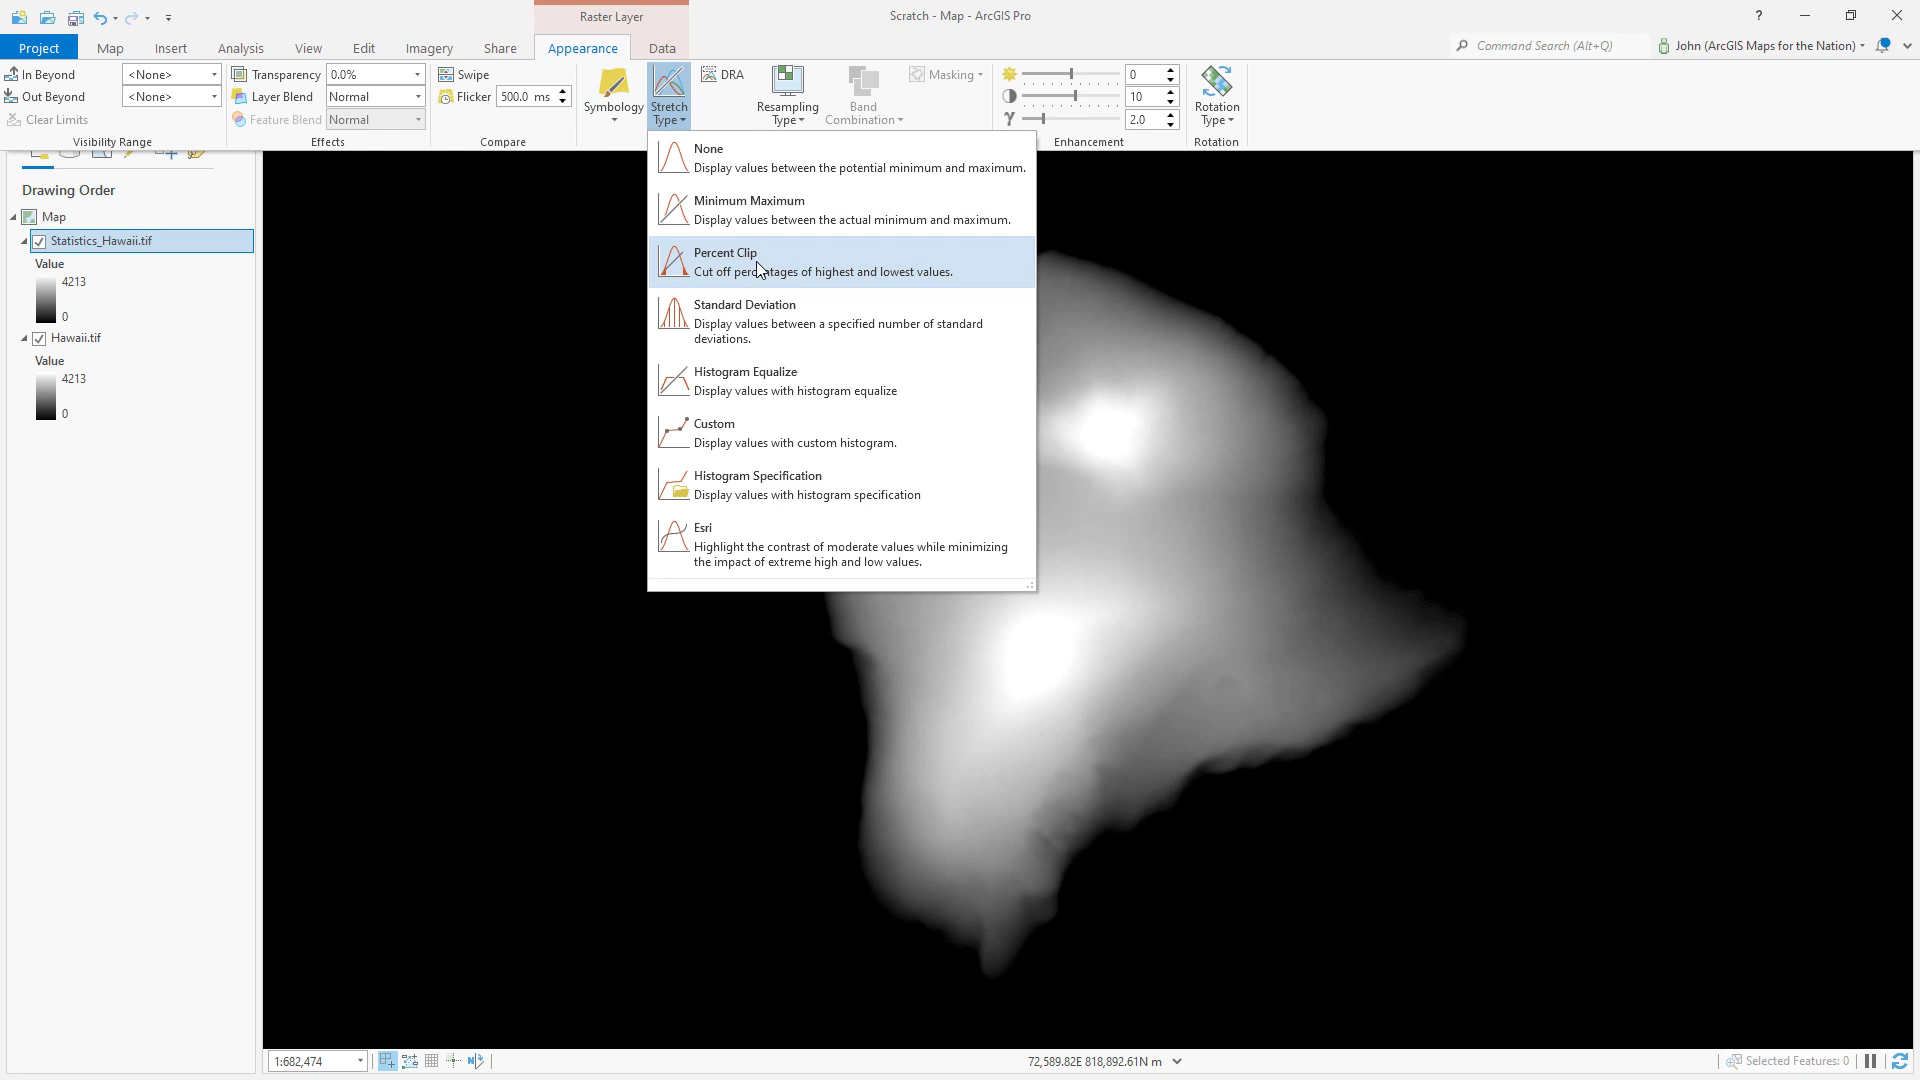 Raster Layer
Scratch - Map - ArcGIS Pro
?
Project
Map
Insert
Analysis
View
Edit
Imagery
Share
Appearance
Data
Command Search (Alt+Q)
John (ArcGIS Maps for the Nation)
In Beyond
<None>
Out Beyond
<None>
Clear Limits
Visibility Range
Transparency
0.0%
Layer Blend
Normal
Feature Blend
Normal
Effects
Swipe
Flicker
500.0 ms
Compare
Symbology
Stretch
Type
DRA
Resampling
Type
Band
Combination
Masking
0
10
γ
2.0
Enhancement
Rotation
Type
Rotation
Drawing Order
Map
Statistics_Hawaii.tif
Value
4213
0
Hawaii.tif
Value
4213
0
None
Display values between the potential minimum and maximum.
Minimum Maximum
Display values between the actual minimum and maximum.
Percent Clip
Cut off percentages of highest and lowest values.
Standard Deviation
Display values between a specified number of standard
deviations.
Histogram Equalize
Display values with histogram equalize
Custom
Display values with custom histogram.
Histogram Specification
Display values with histogram specification
Esri
Highlight the contrast of moderate values while minimizing
the impact of extreme high and low values.
1:682,474
N
72,589.82E 818,892.61N m
Selected Features: 0